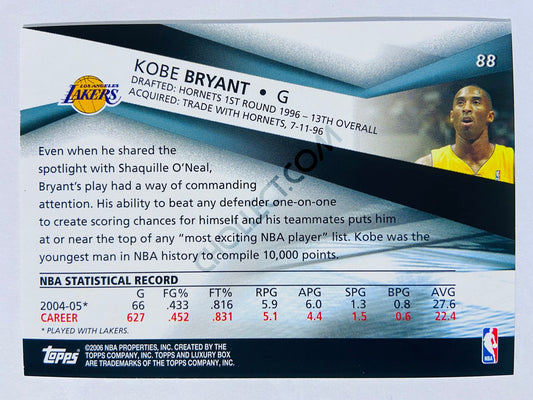 88
KOBE BRYANT • G
DRAFTED: HORNETS 1ST ROUND 1996 – 13TH OVERALL
ACQUIRED: TRADE WITH HORNETS, 7-11-96
LOS ANGELES
LAKERS
Even when he shared the
spotlight with Shaquille O'Neal,
Bryant's play had a way of commanding
attention. His ability to beat any defender one-on-one
to create scoring chances for himself and his teammates puts him
at or near the top of any "most exciting NBA player" list. Kobe was the
youngest man in NBA history to compile 10,000 points.
NBA STATISTICAL RECORD
G FG% FT% RPG APG SPG BPG AVG
2004-05* 66 .433 .816 5.9 6.0 1.3 0.8 27.6
CAREER 627 .452 .831 5.1 4.4 1.5 0.6 22.4
* PLAYED WITH LAKERS.
Topps
©2006 NBA PROPERTIES, INC. CREATED BY THE
TOPPS COMPANY, INC. TOPPS AND LUXURY BOX
ARE TRADEMARKS OF THE TOPPS COMPANY, INC.
NBA